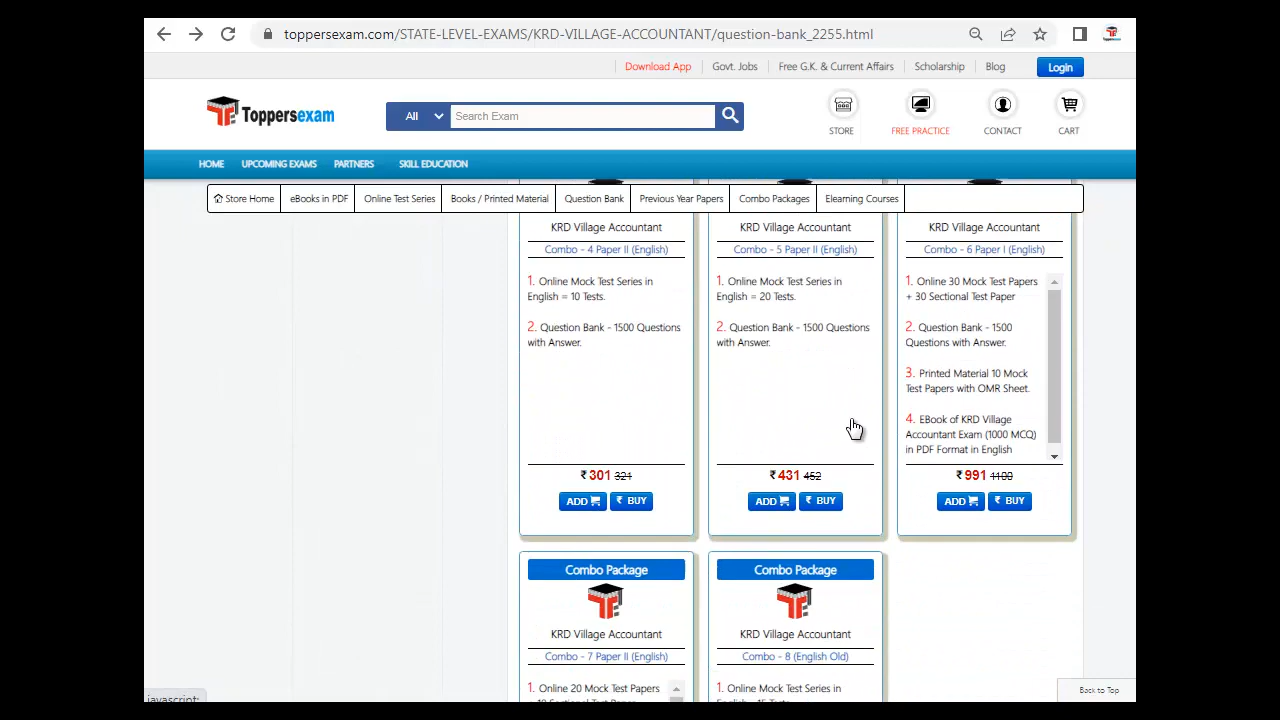 toppersexam.com/STATE-LEVEL-EXAMS/KRD-VILLAGE-ACCOUNTANT/question-bank_2255.html
Download App
Govt. Jobs
Free G.K. & Current Affairs
Scholarship
Blog
Login
Toppersexam
All
Search Exam
STORE
FREE PRACTICE
CONTACT
CART
HOME
UPCOMING EXAMS
PARTNERS
SKILL EDUCATION
Store Home
eBooks in PDF
Online Test Series
Books / Printed Material
Question Bank
Previous Year Papers
Combo Packages
Elearning Courses
KRD Village Accountant
Combo - 4 Paper II (English)
1. Online Mock Test Series in
English = 10 Tests.
2. Question Bank - 1500 Questions
with Answer.
₹ 301 321
ADD
₹ BUY
KRD Village Accountant
Combo - 5 Paper II (English)
1. Online Mock Test Series in
English = 20 Tests.
2. Question Bank - 1500 Questions
with Answer.
₹ 431 452
ADD
₹ BUY
KRD Village Accountant
Combo - 6 Paper I (English)
1. Online 30 Mock Test Papers
+ 30 Sectional Test Paper
2. Question Bank - 1500
Questions with Answer.
3. Printed Material 10 Mock
Test Papers with OMR Sheet.
4. EBook of KRD Village
Accountant Exam (1000 MCQ)
in PDF Format in English
₹ 991 1100
ADD
₹ BUY
Combo Package
KRD Village Accountant
Combo - 7 Paper II (English)
1. Online 20 Mock Test Papers
Combo Package
KRD Village Accountant
Combo - 8 (English Old)
1. Online Mock Test Series in
javascript:
Back to Top